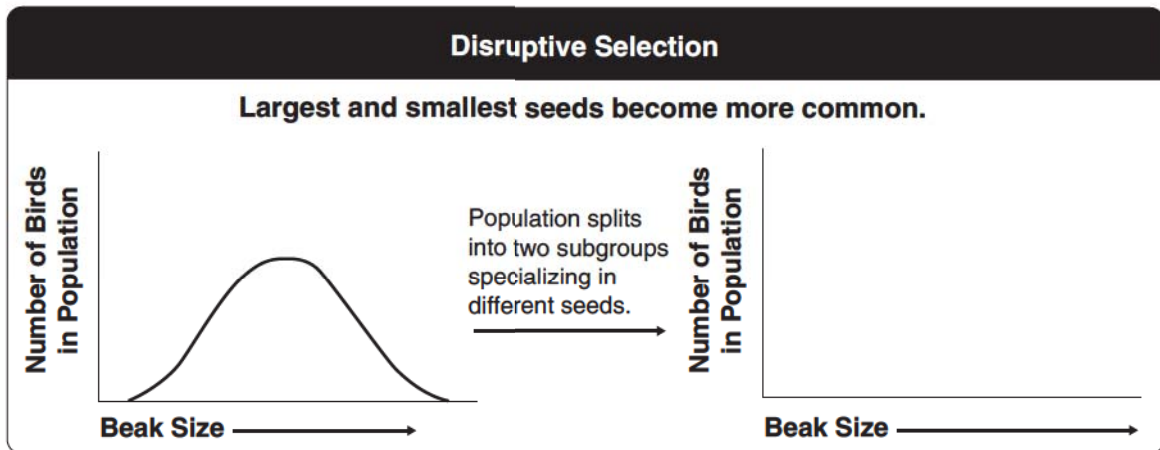 Disruptive Selection
Largest and smallest seeds become more common.
Number of Birds
in Population
Beak Size
Population splits
into two subgroups
specializing in
different seeds.
Number of Birds
in Population
Beak Size